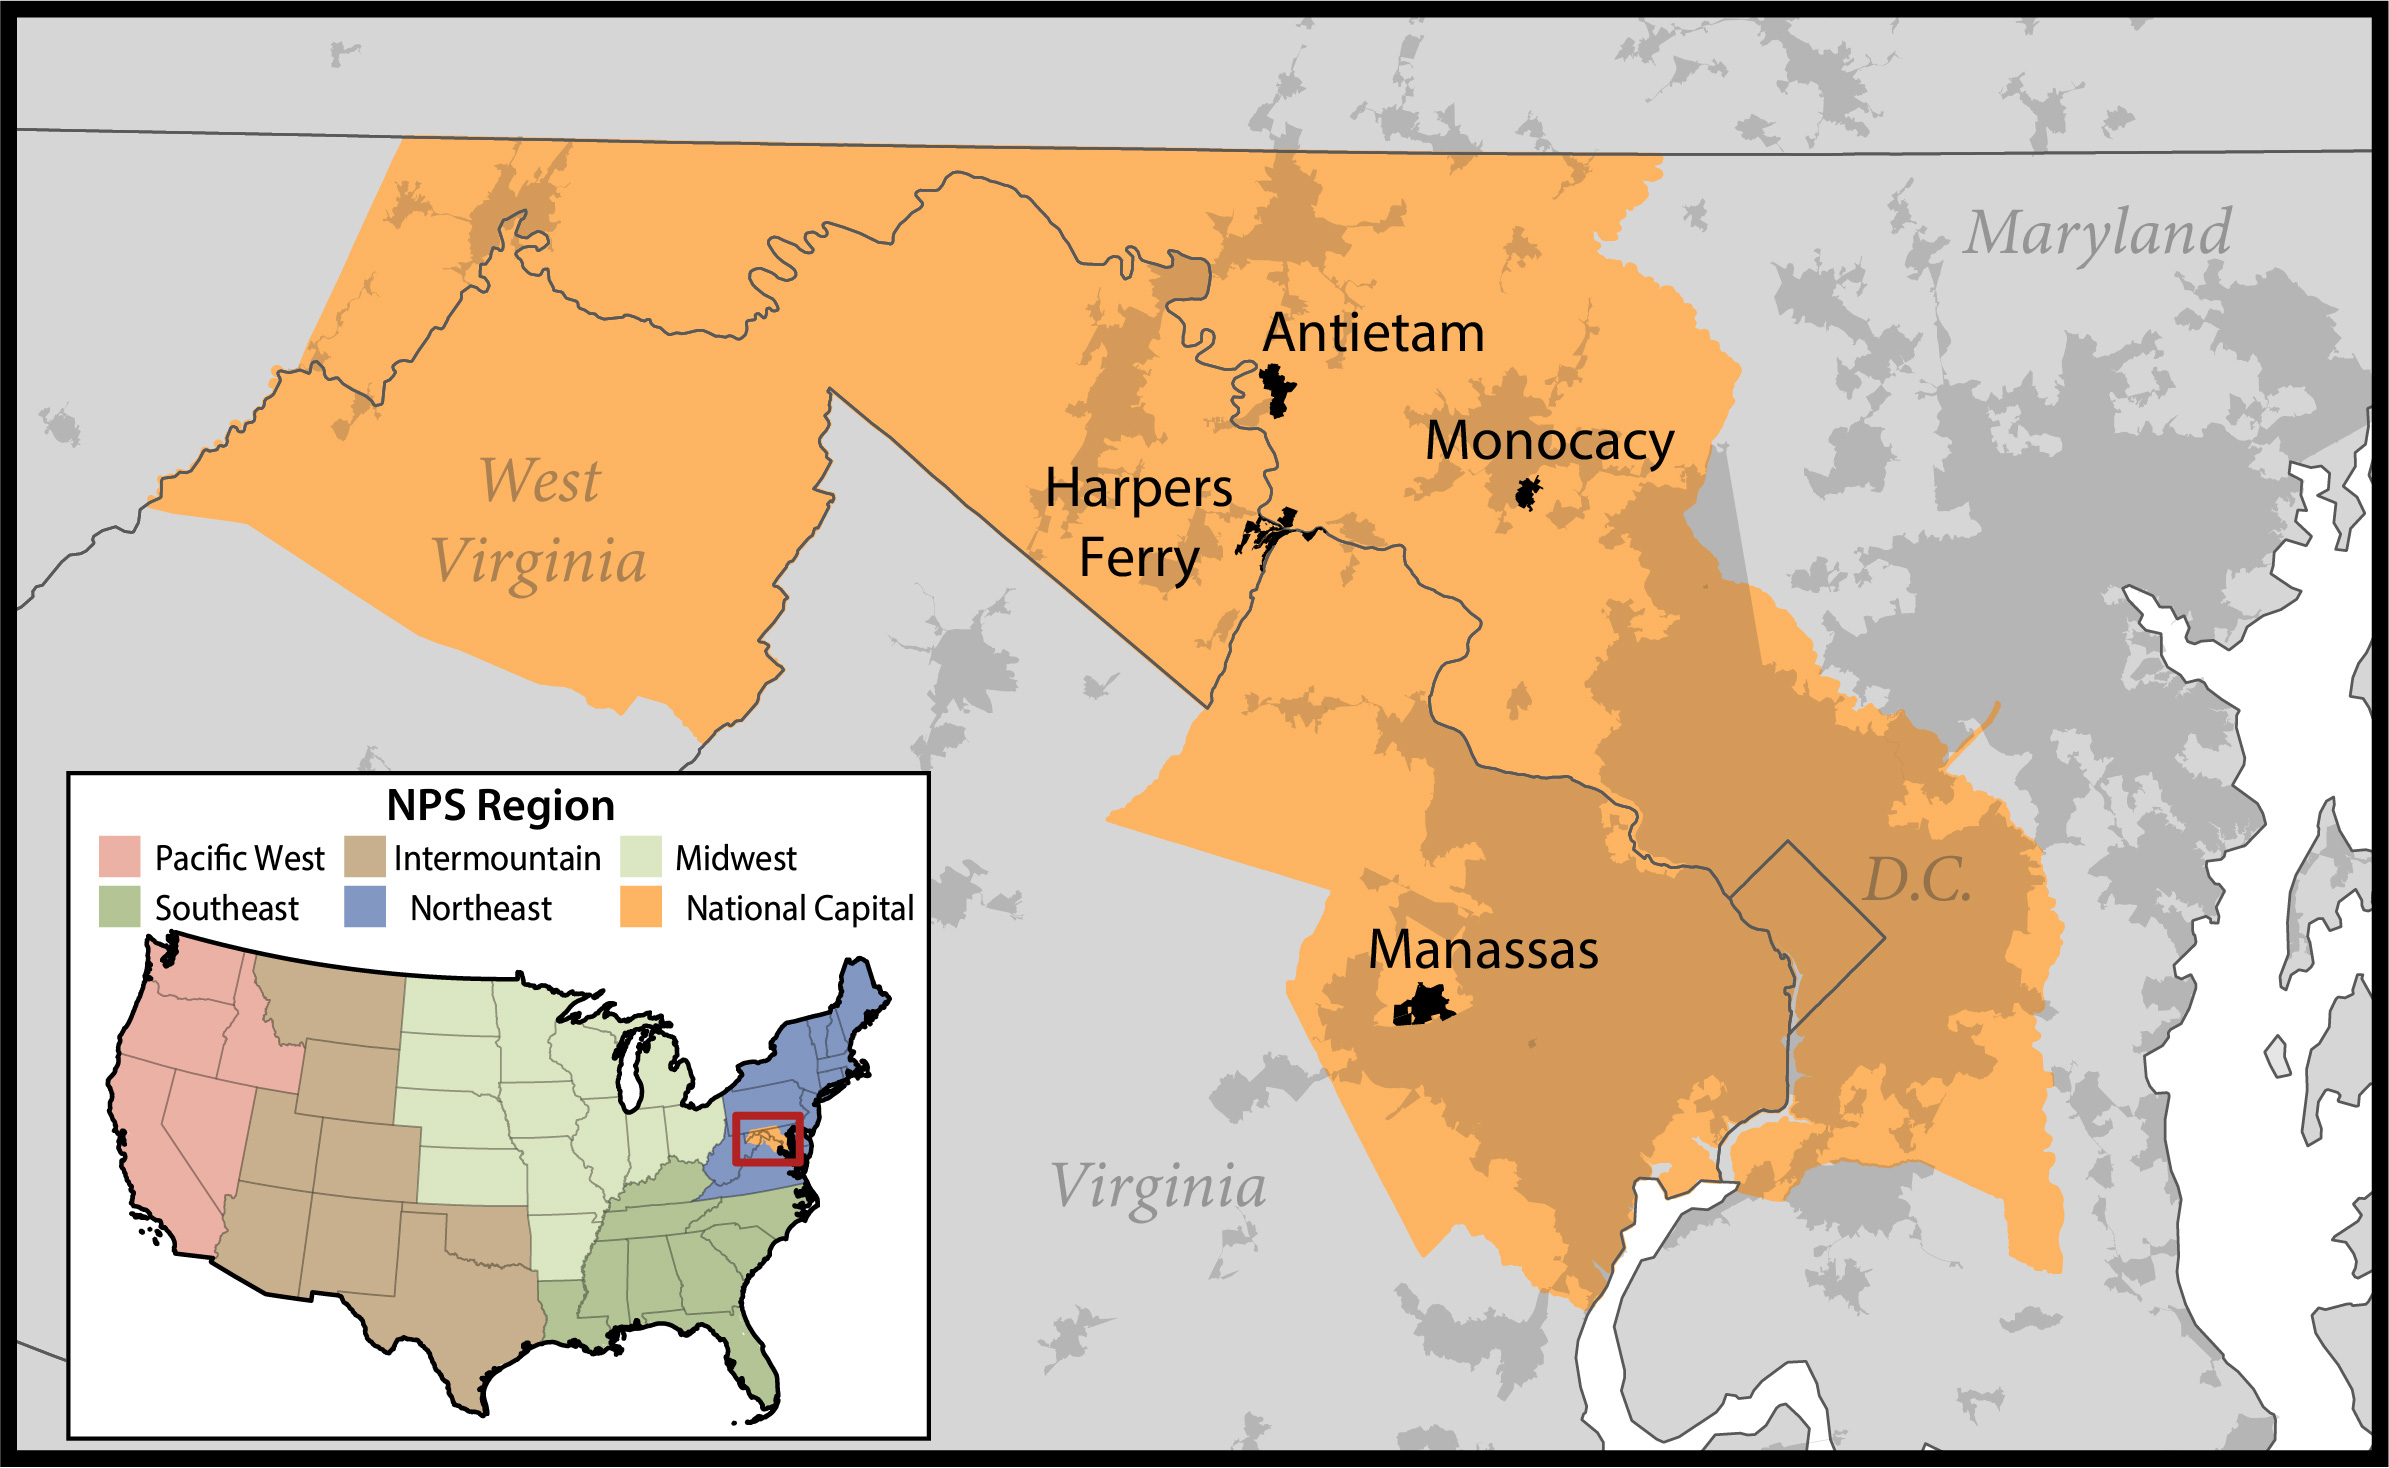 Maryland
Antietam
Monocacy
West
Virginia
Harpers
Ferry
D.C.
Manassas
Virginia
NPS Region
Pacific West
Intermountain
Midwest
Southeast
Northeast
National Capital